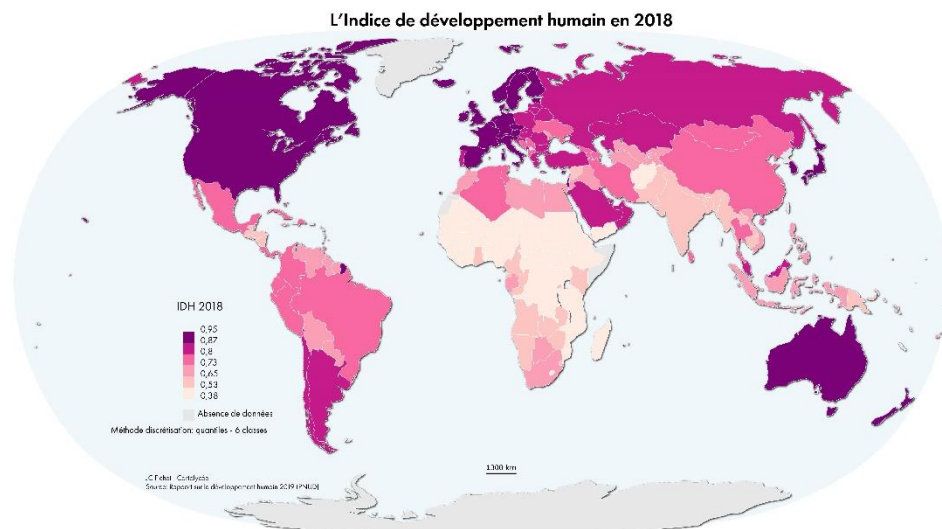 L'Indice de développement humain en 2018
IDH 2018
0,95
0,87
0,8
0,73
0,65
0,53
0,38
Absence de données
Méthode discrétisation: quantiles - 6 classes
1300 km
Cartolycée
Source: Rapport sur le développement humain 2019 (PNUD)